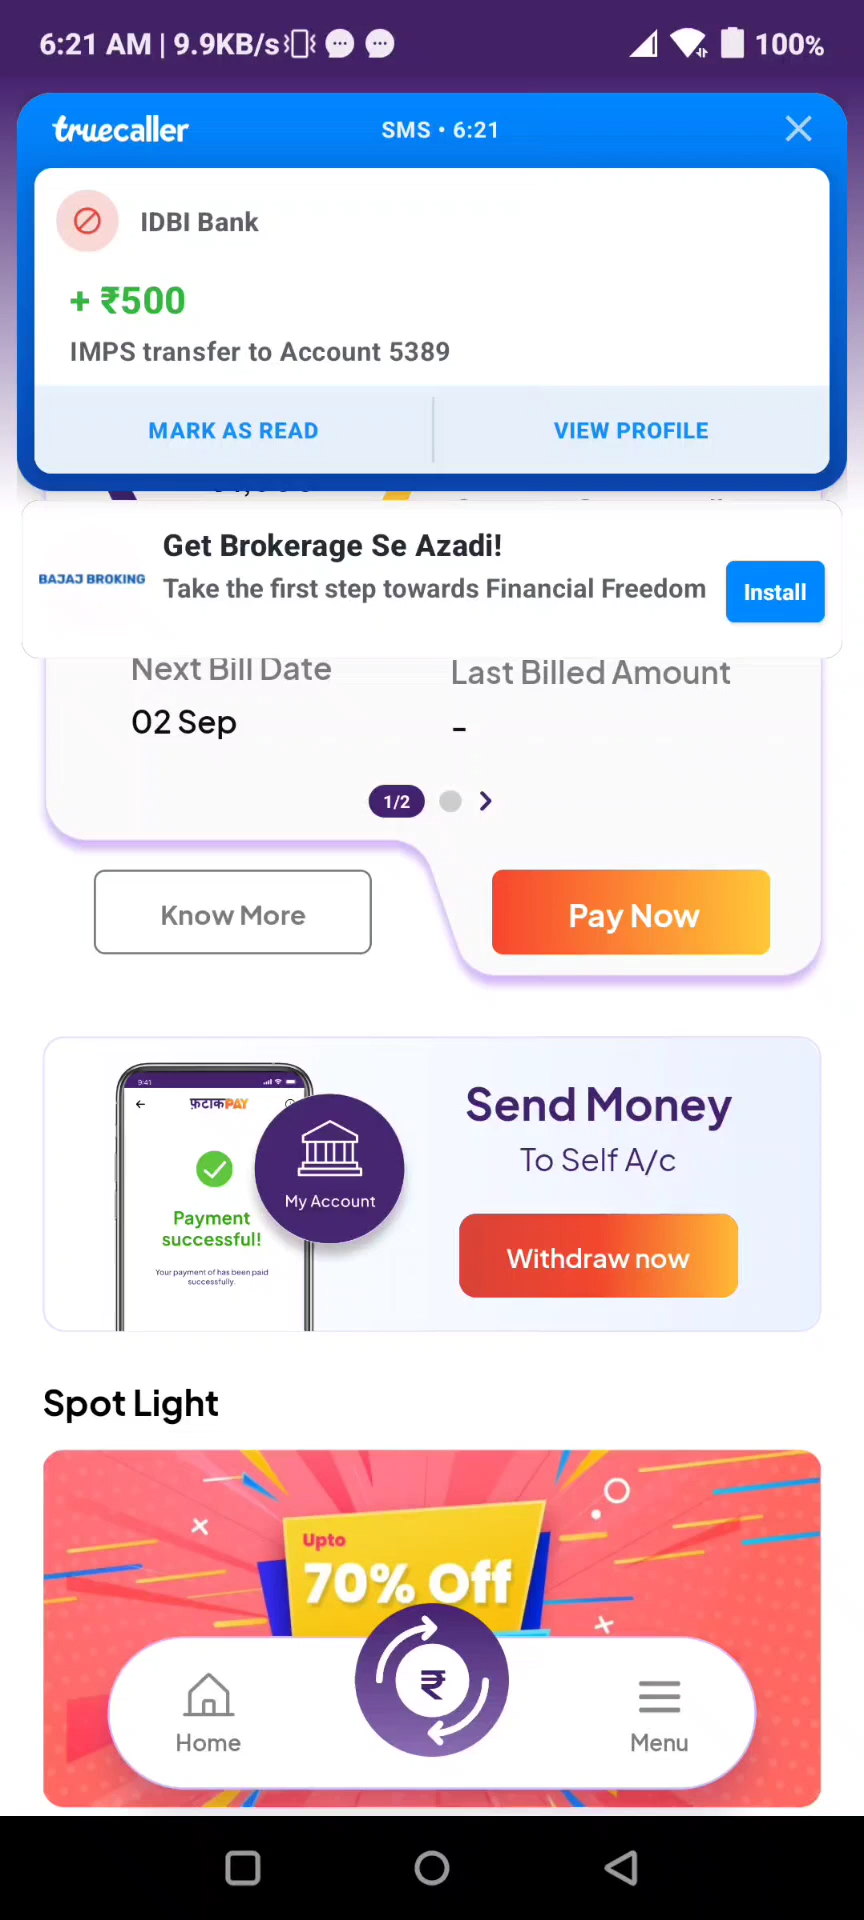 6:21 AM | 9.9KB/s
100%
truecaller
SMS • 6:21
IDBI Bank
+ ₹500
IMPS transfer to Account 5389
MARK AS READ
VIEW PROFILE
BAJAJ BROKING
Get Brokerage Se Azadi!
Take the first step towards Financial Freedom
Install
Next Bill Date
Last Billed Amount
02 Sep
-
1/2
Know More
Pay Now
9:41
फ़टाकPAY
Payment
successful!
Your payment of has been paid
successfully.
My Account
Send Money
To Self A/c
Withdraw now
Spot Light
Upto
70% Off
₹
Home
Menu